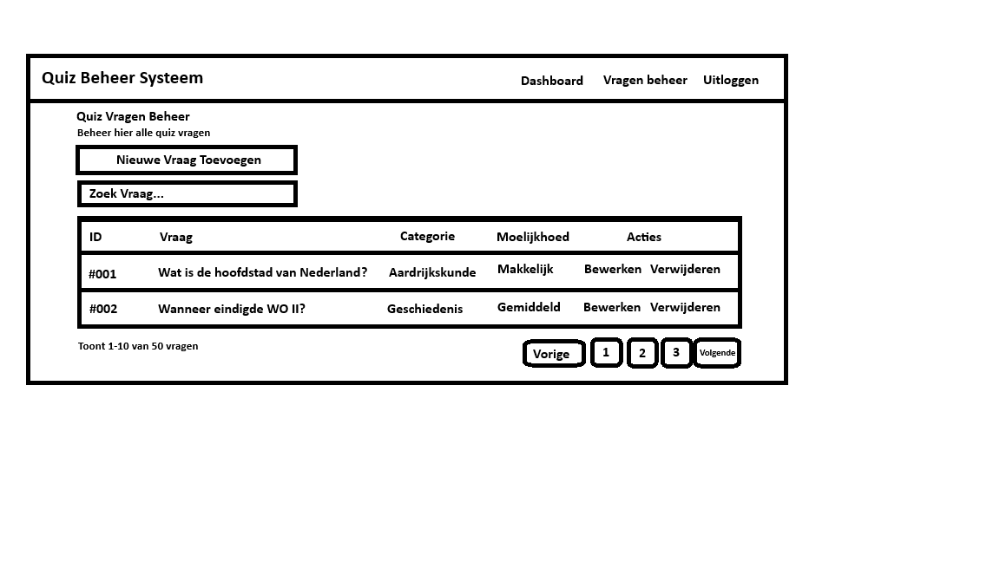 Quiz Beheer Systeem Dashboard Vragen beheer Uitloggen
Quiz Vragen Beheer
Beheer hier alle quiz vragen
Nieuwe Vraag Toevoegen
Zoek Vraag...
ID Vraag Categorie Moelijkhoed Acties
#001 Wat is de hoofdstad van Nederland? Aardrijkskunde Makkelijk Bewerken Verwijderen
#002 Wanneer eindigde WO II? Geschiedenis Gemiddeld Bewerken Verwijderen
Toont 1-10 van 50 vragen Vorige 1 2 3 Volgende